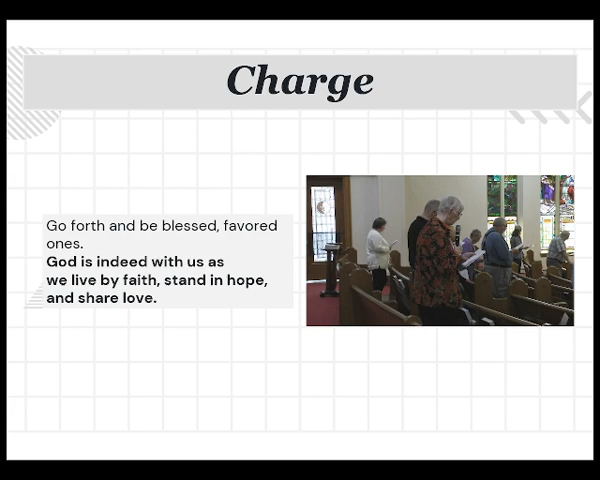 Charge
Go forth and be blessed, favored
ones.
God is indeed with us as
we live by faith, stand in hope,
and share love.